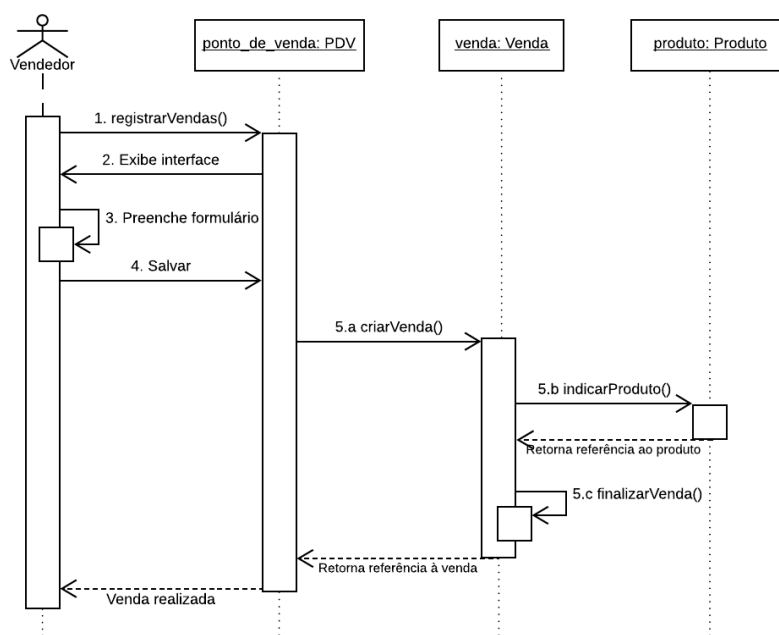 Vendedor
ponto_de_venda: PDV
venda: Venda
produto: Produto
1. registrarVendas()
2. Exibe interface
3. Preenche formulário
4. Salvar
5.a criarVenda()
5.b indicarProduto()
Retorna referência ao produto
5.c finalizarVenda()
Retorna referência à venda
Venda realizada